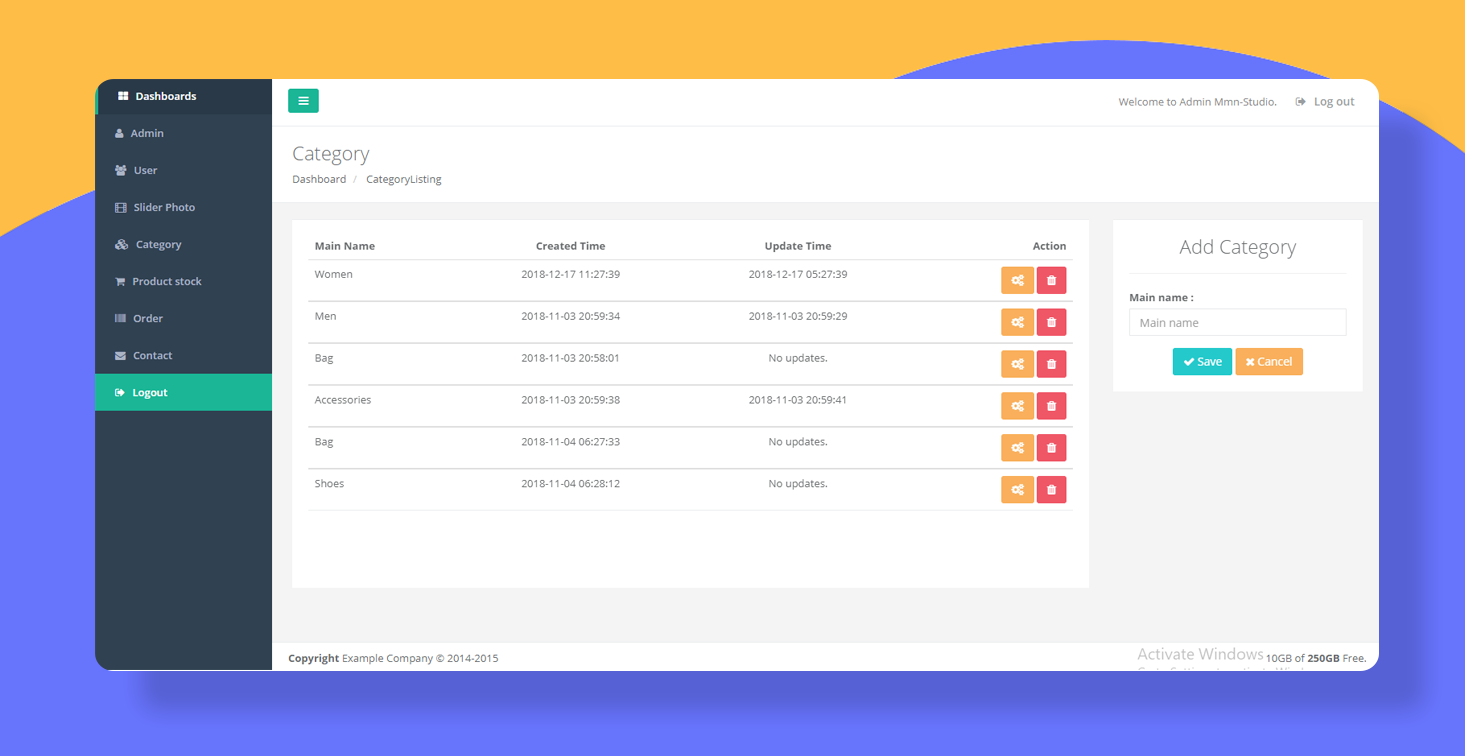 Dashboards
Admin
User
Slider Photo
Category
Product stock
Order
Contact
Logout
Welcome to Admin Mmn-Studio. Log out
Category
Dashboard / CategoryListing
Main Name Created Time Update Time Action
Women 2018-12-17 11:27:39 2018-12-17 05:27:39
Men 2018-11-03 20:59:34 2018-11-03 20:59:29
Bag 2018-11-03 20:58:01 No updates.
Accessories 2018-11-03 20:59:38 2018-11-03 20:59:41
Bag 2018-11-04 06:27:33 No updates.
Shoes 2018-11-04 06:28:12 No updates.
Add Category
Main name :
Main name
Save Cancel
Copyright Example Company © 2014-2015
Activate Windows
10GB of 250GB Free.